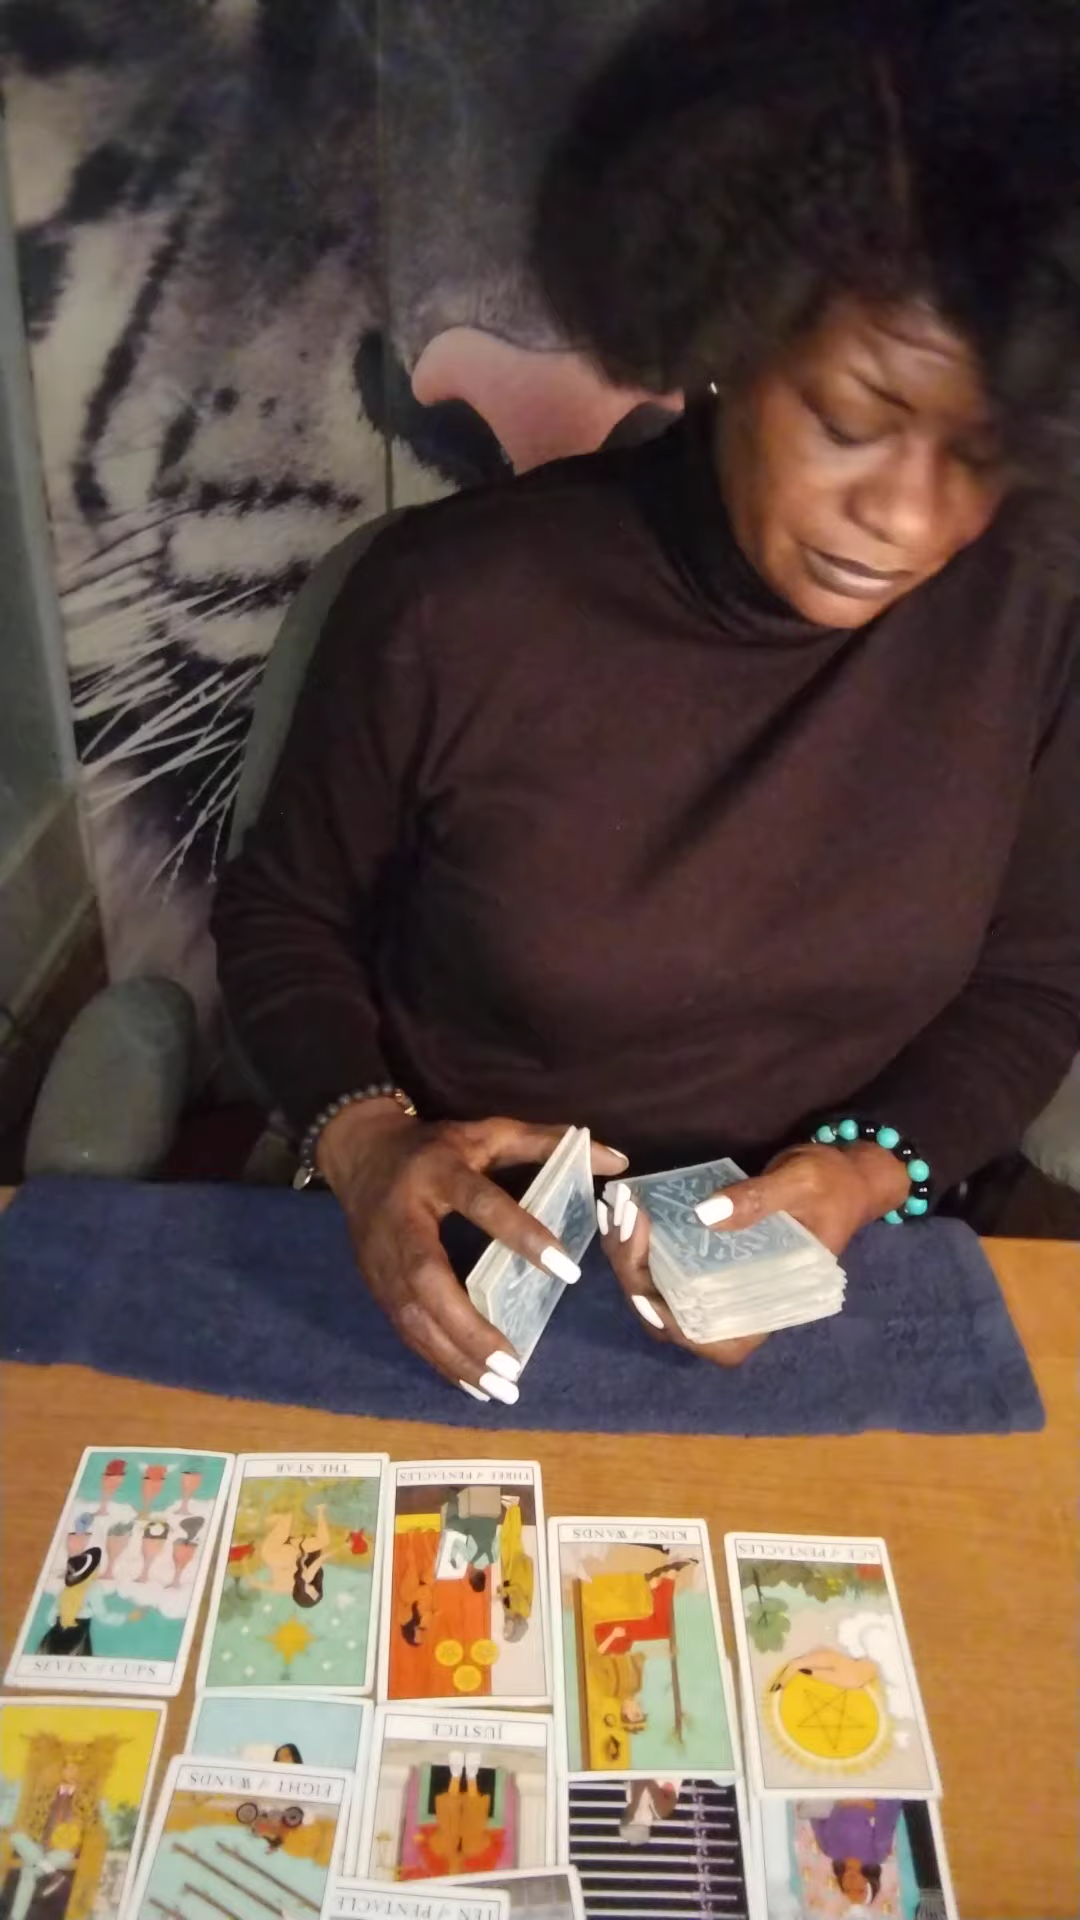 THE STAR
THREE of PENTACLES
KING of WANDS
ACE of PENTACLES
SEVEN of CUPS
JUSTICE
EIGHT of WANDS
TEN of PENTACLE